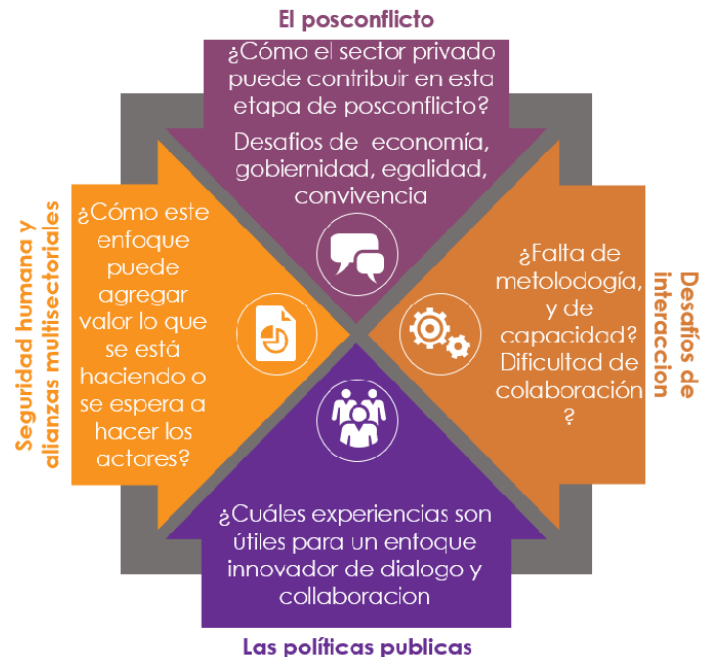 El posconflicto
¿Cómo el sector privado
puede contribuir en esta
etapa de posconflicto?
Desafios de economía,
gobiernidad, egalidad,
convivencia
Seguridad humana y
alianzas multisectoriales
¿Cómo este
enfoque
puede
agregar
valor lo que
se está
haciendo o
se espera a
hacer los
actores?
¿Falta de
metolodogía,
y de
capacidad?
Dificultad de
colaboración
?
Desafíos de
interaccion
¿Cuáles experiencias son
útiles para un enfoque
innovador de dialogo y
collaboracion
Las políticas publicas